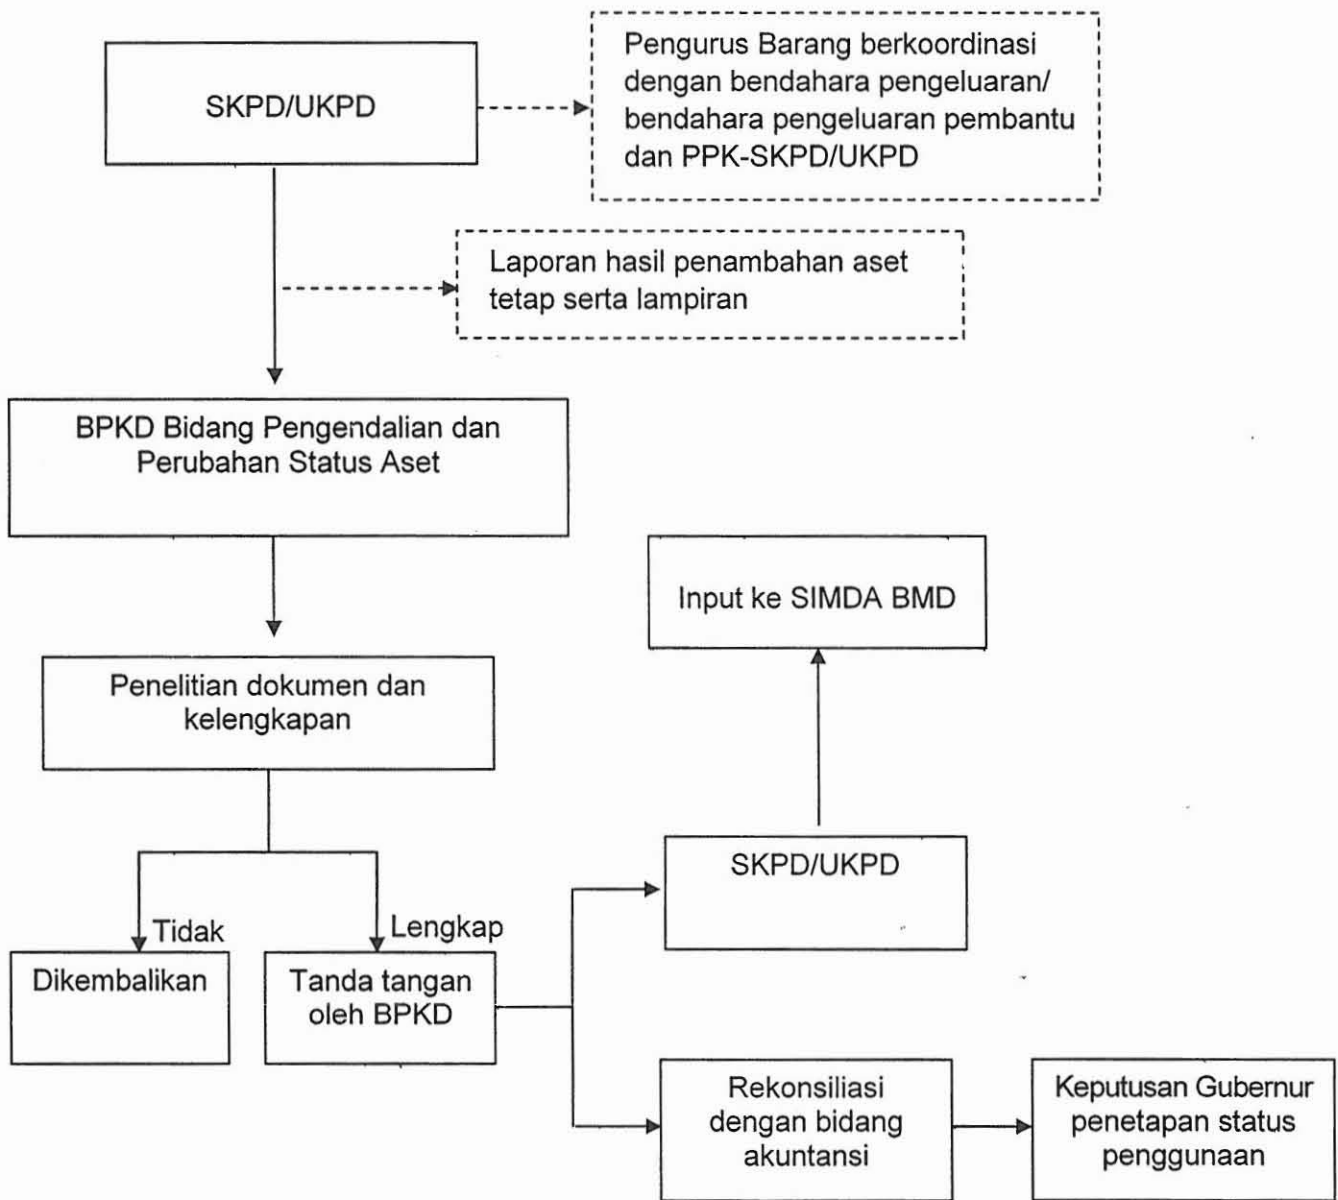 SKPD/UKPD
Pengurus Barang berkoordinasi
dengan bendahara pengeluaran/
bendahara pengeluaran pembantu
dan PPK-SKPD/UKPD
Laporan hasil penambahan aset
tetap serta lampiran
BPKD Bidang Pengendalian dan
Perubahan Status Aset
Input ke SIMDA BMD
Penelitian dokumen dan
kelengkapan
SKPD/UKPD
Tidak
Lengkap
Dikembalikan
Tanda tangan
oleh BPKD
Rekonsiliasi
dengan bidang
akuntansi
Keputusan Gubernur
penetapan status
penggunaan